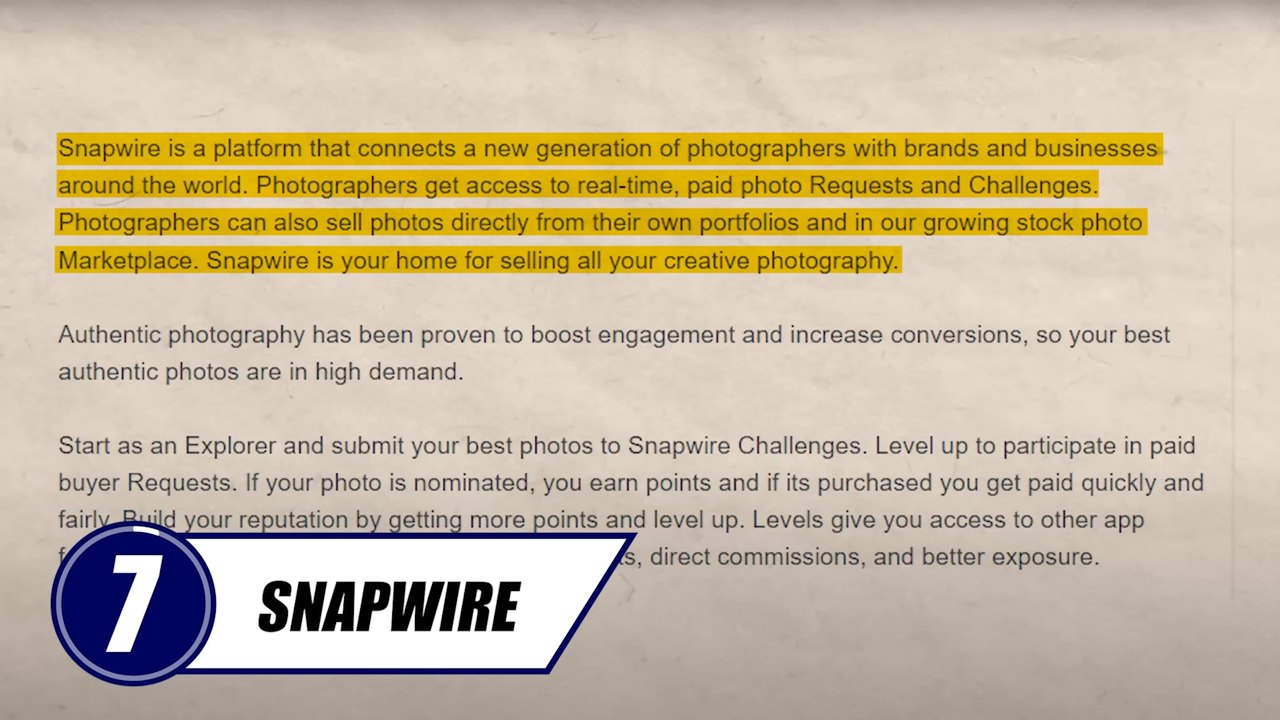 Snapwire is a platform that connects a new generation of photographers with brands and businesses
around the world. Photographers get access to real-time, paid photo Requests and Challenges.
Photographers can also sell photos directly from their own portfolios and in our growing stock photo
Marketplace. Snapwire is your home for selling all your creative photography.
Authentic photography has been proven to boost engagement and increase conversions, so your best
authentic photos are in high demand.
Start as an Explorer and submit your best photos to Snapwire Challenges. Level up to participate in paid
buyer Requests. If your photo is nominated, you earn points and if its purchased you get paid quickly and
fairly. Build your reputation by getting more points and level up. Levels give you access to other app
direct commissions, and better exposure.
7
SNAPWIRE